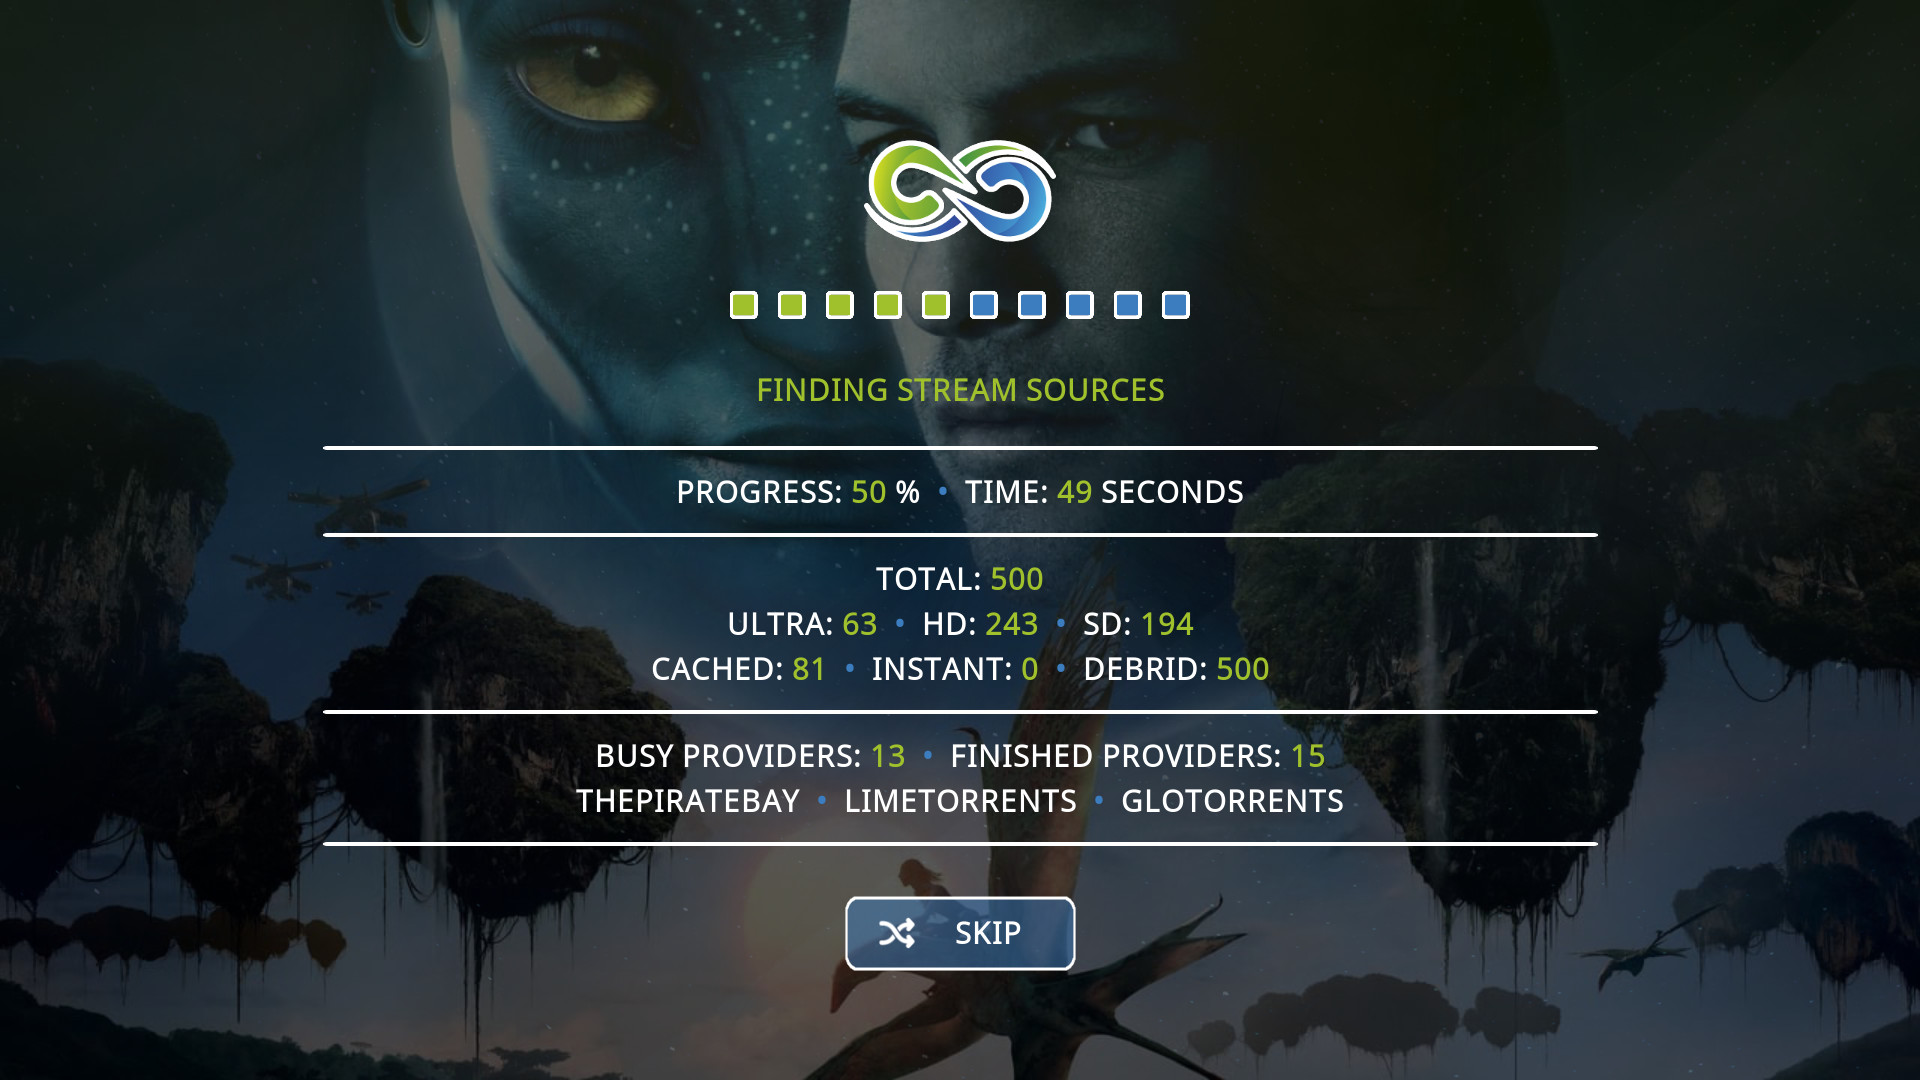 FINDING STREAM SOURCES
PROGRESS: 50 % • TIME: 49 SECONDS
TOTAL: 500
ULTRA: 63 • HD: 243 • SD: 194
CACHED: 81 • INSTANT: 0 • DEBRID: 500
BUSY PROVIDERS: 13 • FINISHED PROVIDERS: 15
THEPIRATEBAY • LIMETORRENTS • GLOTORRENTS
SKIP